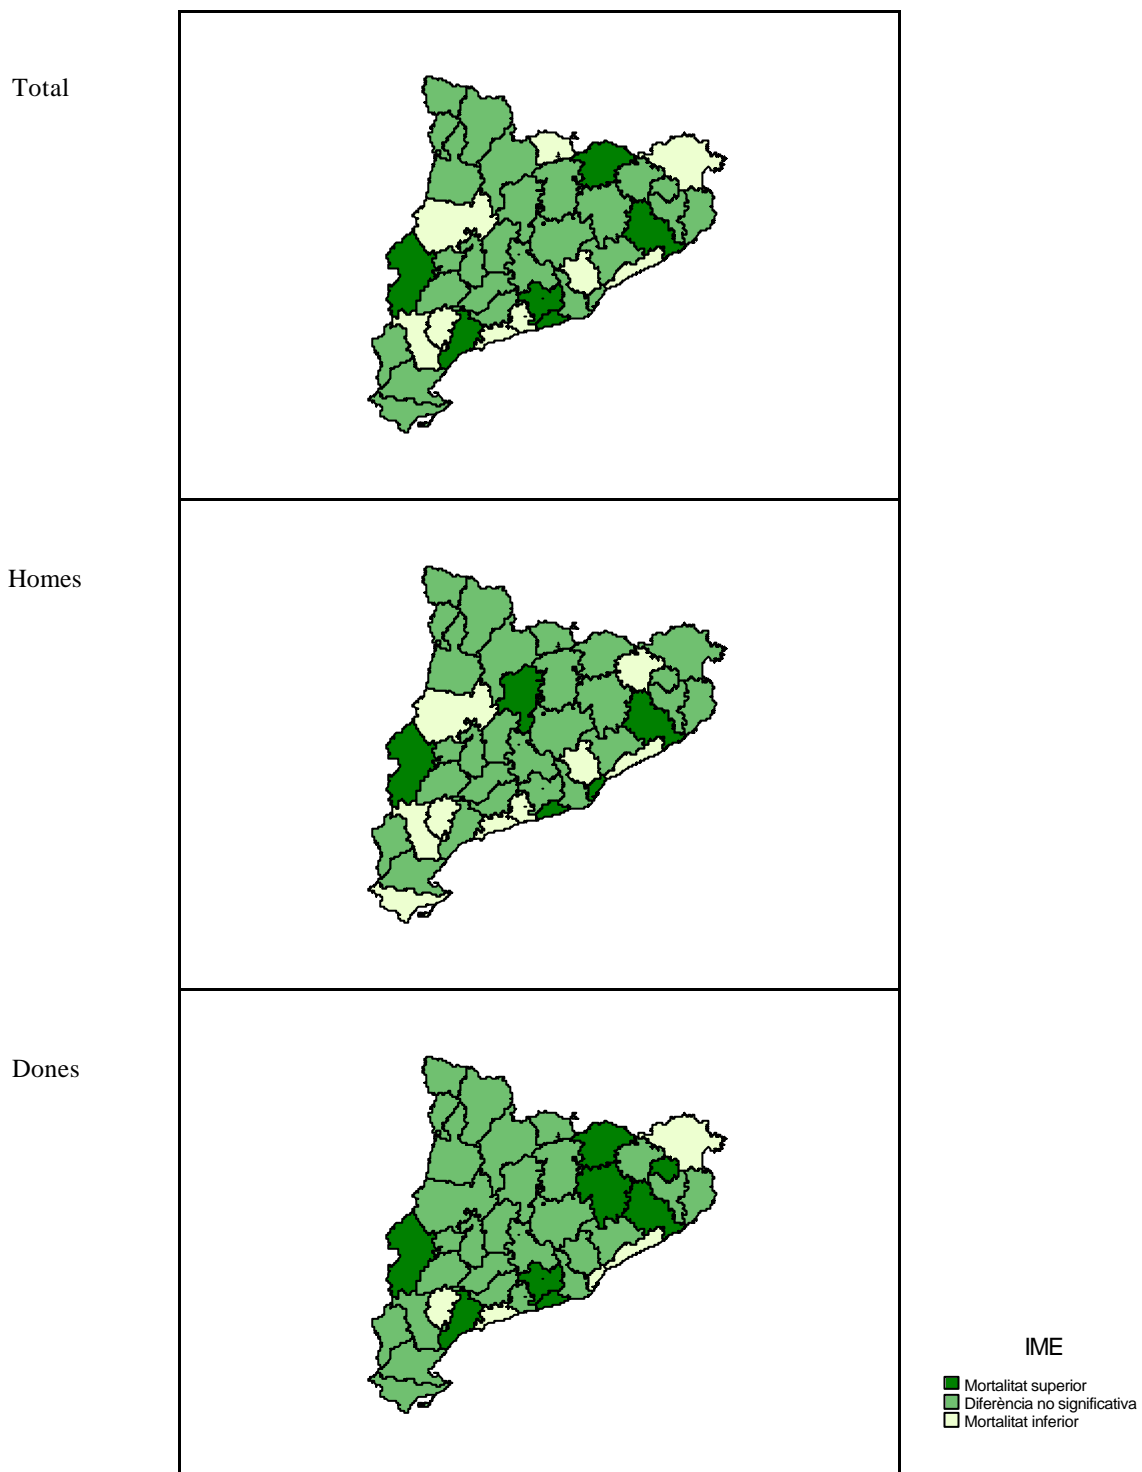 Total
Homes
Dones
IME
Mortalitat superior
Diferència no significativa
Mortalitat inferior